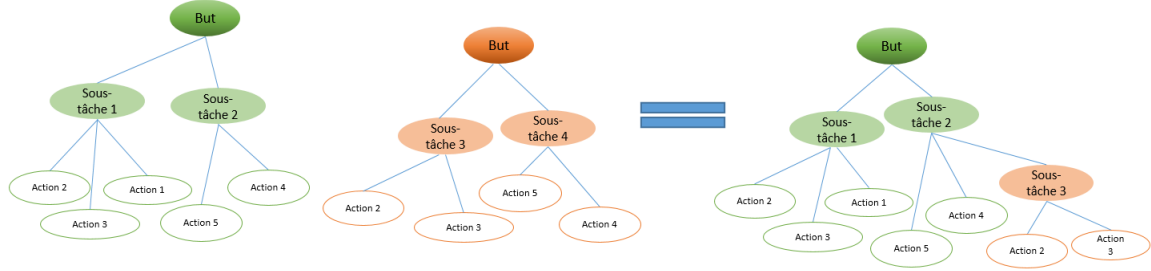 But
Sous-
tâche 1
Sous-
tâche 2
Action 2
Action 1
Action 4
Action 3
Action 5
But
Sous-
tâche 3
Sous-
tâche 4
Action 2
Action 3
Action 5
Action 4
But
Sous-
tâche 1
Sous-
tâche 2
Sous-
tâche 3
Action 2
Action 1
Action 3
Action 4
Action 5
Action 2
Action
3